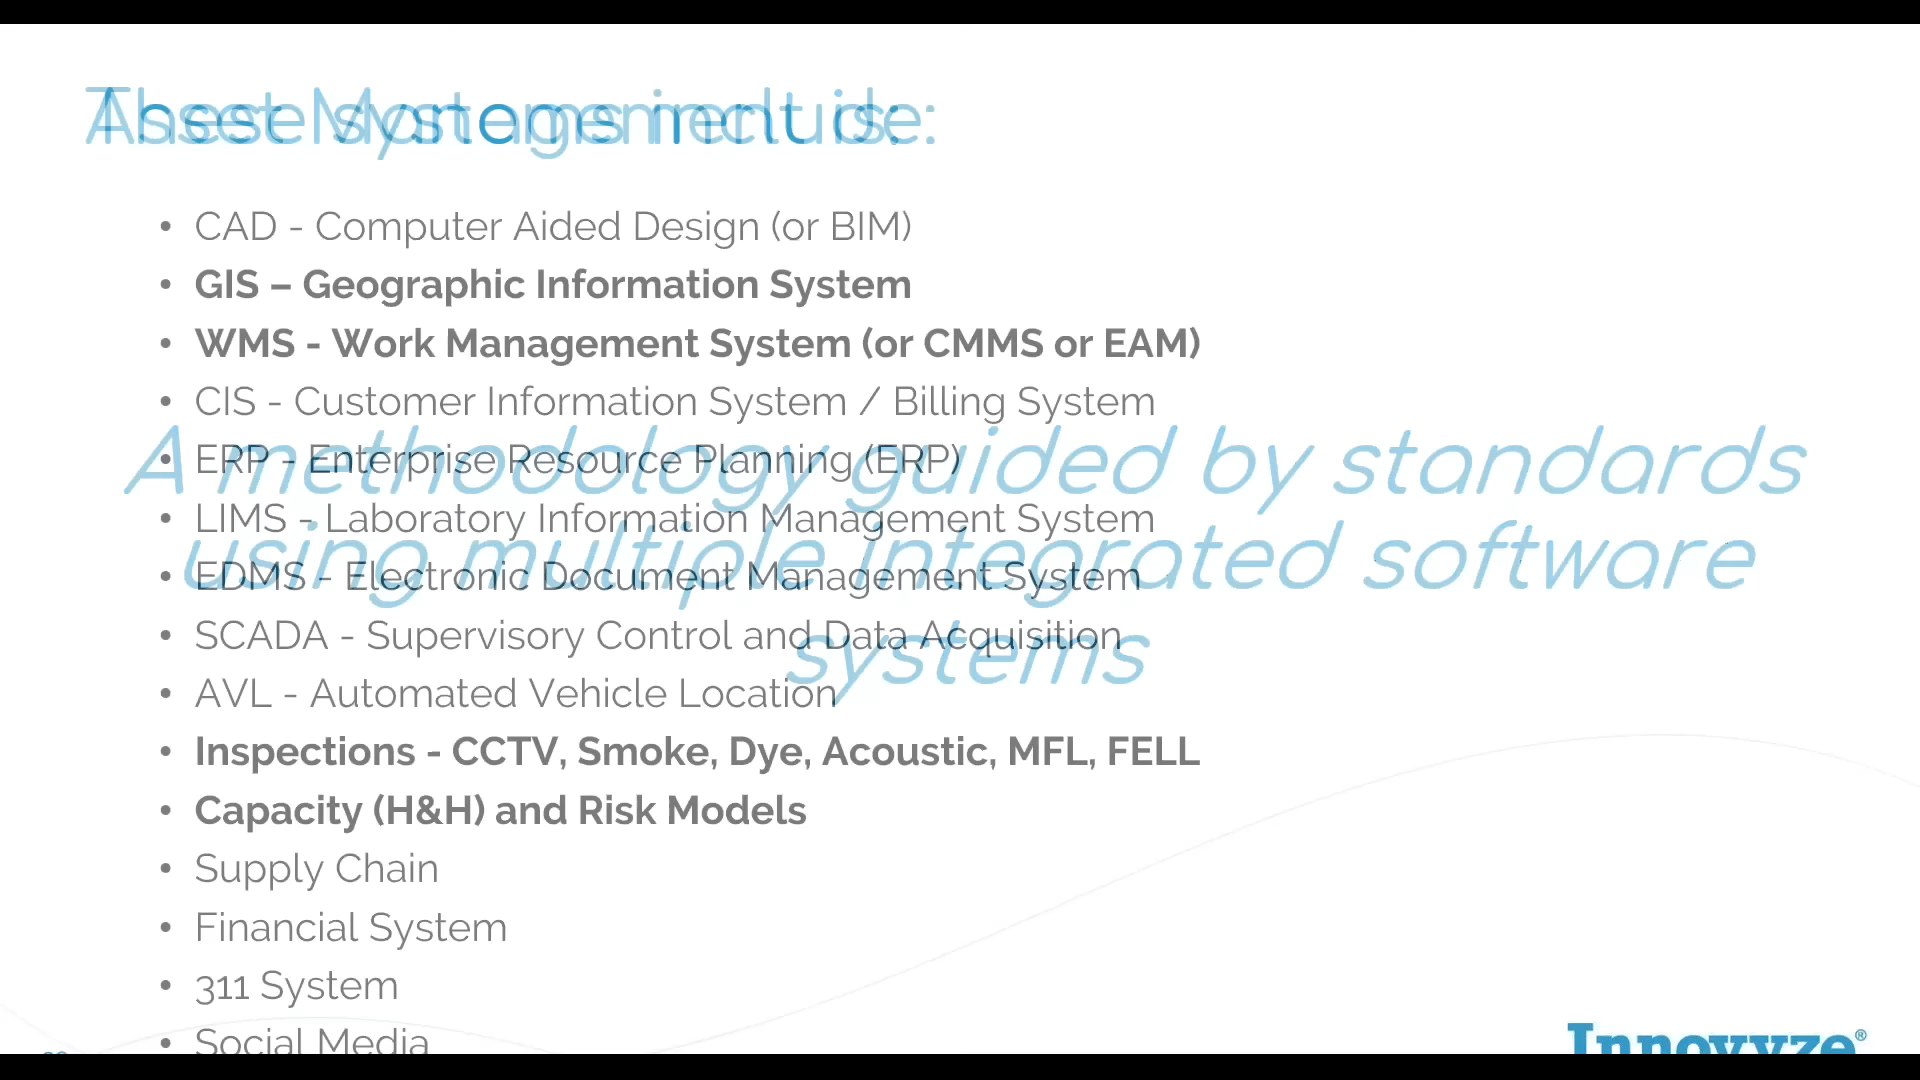 Asset Management is:
These systems include:
• CAD - Computer Aided Design (or BIM)
• GIS – Geographic Information System
• WMS - Work Management System (or CMMS or EAM)
• CIS - Customer Information System / Billing System
• ERP - Enterprise Resource Planning (ERP)
A methodology guided by standards
• LIMS - Laboratory Information Management System
using multiple integrated software
• EDMS - Electronic Document Management System
• SCADA - Supervisory Control and Data Acquisition
systems
• AVL - Automated Vehicle Location
• Inspections - CCTV, Smoke, Dye, Acoustic, MFL, FELL
• Capacity (H&H) and Risk Models
• Supply Chain
• Financial System
• 311 System
• Social Media
Innovyze®